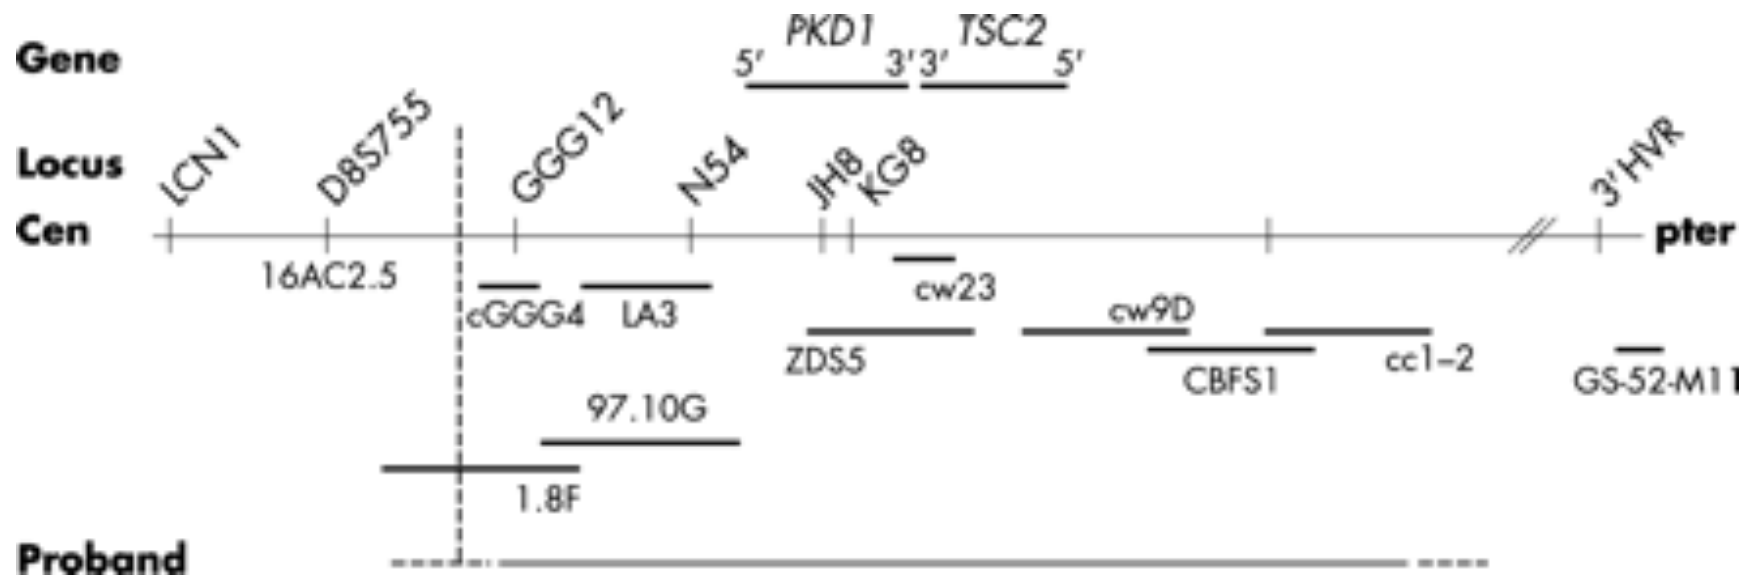 PKD1 TSC2
Gene 5′ 3′ 3′ 5′
Locus LCN1 D8S755 GGG12 N54 JH8 KG8 3′HVR
Cen pter
16AC2.5
cw23
cGGG4 LA3
cw9D
ZDS5 cc1–2
CBFS1 GS-52-M11
97.10G
1.8F
Proband